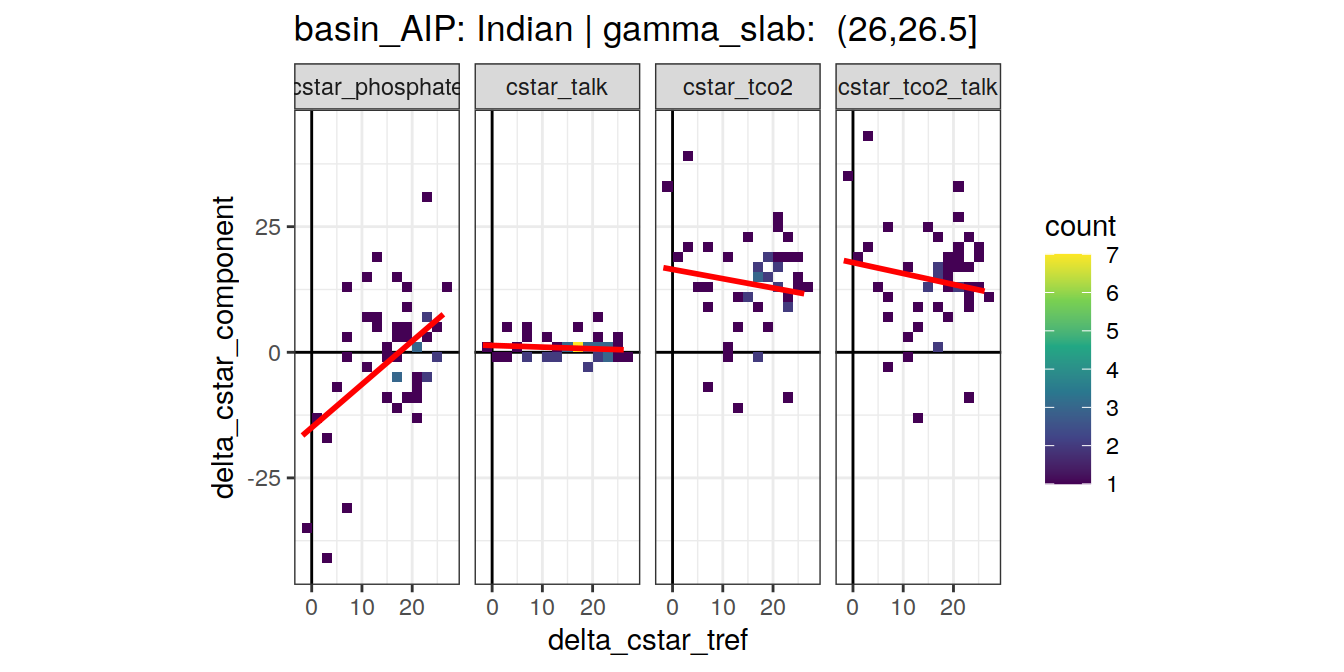 basin_AIP: Indian | gamma_slab:  (26,26.5]
cstar_phosphate
cstar_talk
cstar_tco2
cstar_tco2_talk
delta_cstar_component
25
0
-25
0 10 20
0 10 20
0 10 20
0 10 20
delta_cstar_tref
count
7
6
5
4
3
2
1